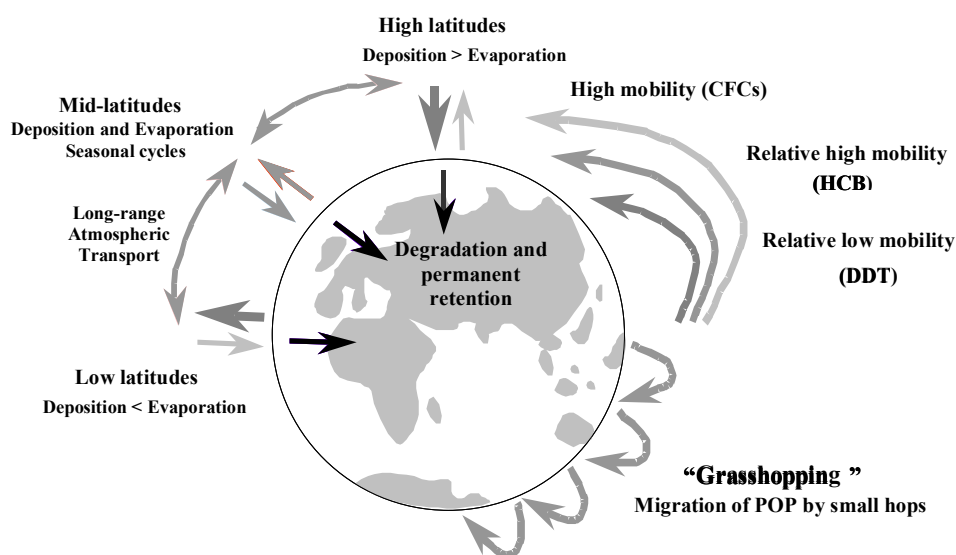 High latitudes
Deposition > Evaporation
High mobility (CFCs)
Mid-latitudes
Deposition and Evaporation
Seasonal cycles
Relative high mobility
(HCB)
Long-range
Atmospheric
Transport
Relative low mobility
(DDT)
Degradation and
permanent
retention
Low latitudes
Deposition < Evaporation
“Grasshopping ”
Migration of POP by small hops